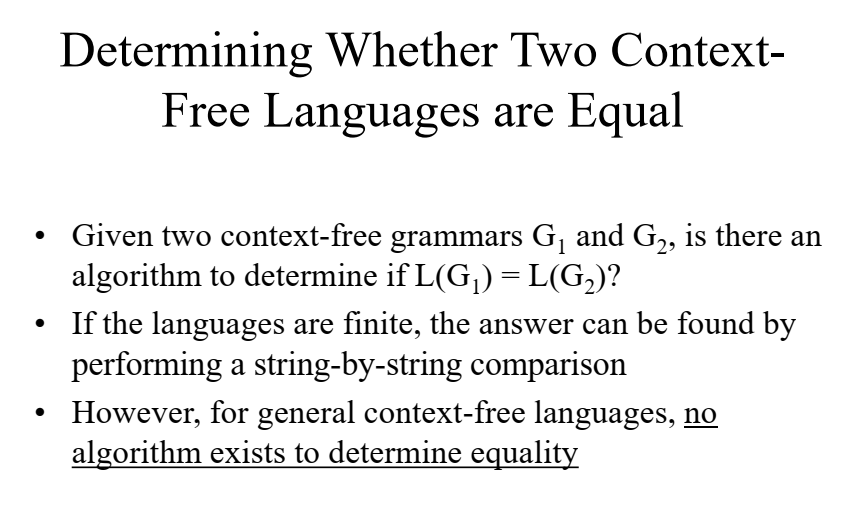 Determining Whether Two Context-
Free Languages are Equal
• Given two context-free grammars G₁ and G₂, is there an
algorithm to determine if L(G₁) = L(G₂)?
• If the languages are finite, the answer can be found by
performing a string-by-string comparison
• However, for general context-free languages, no
algorithm exists to determine equality